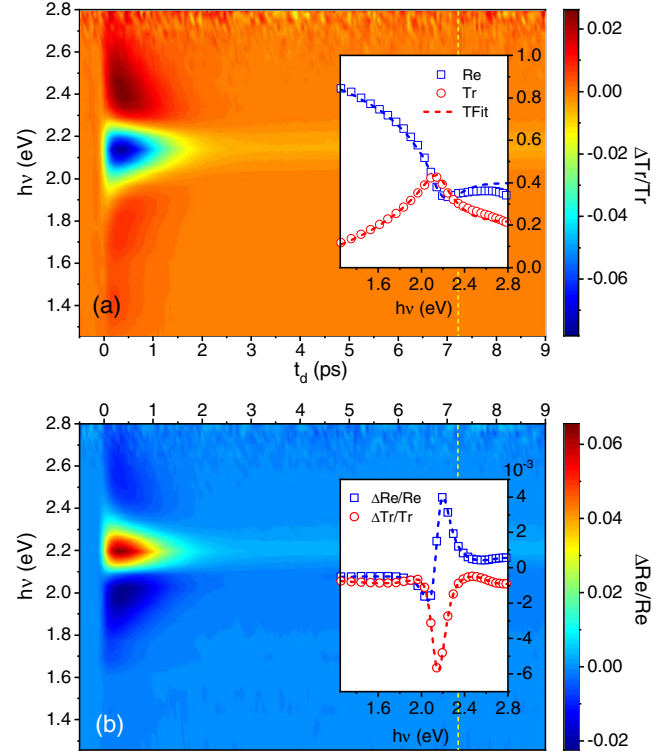 2.8
2.6
2.4
2.2
2.0
1.8
1.6
1.4
hν (eV)
(a)
0 1 2 3 4 5 6 7 8 9
t_d (ps)
Re
Tr
TFit
1.0
0.8
0.6
0.4
0.2
0.0
1.6 2.0 2.4 2.8
hν (eV)
0.02
0.00
-0.02
-0.04
-0.06
ΔTr/Tr
0 1 2 3 4 5 6 7 8 9
2.8
2.6
2.4
2.2
2.0
1.8
1.6
1.4
hν (eV)
(b)
ΔRe/Re
ΔTr/Tr
10⁻³
4
2
0
-2
-4
-6
1.6 2.0 2.4 2.8
hν (eV)
0.06
0.04
0.02
0.00
-0.02
ΔRe/Re